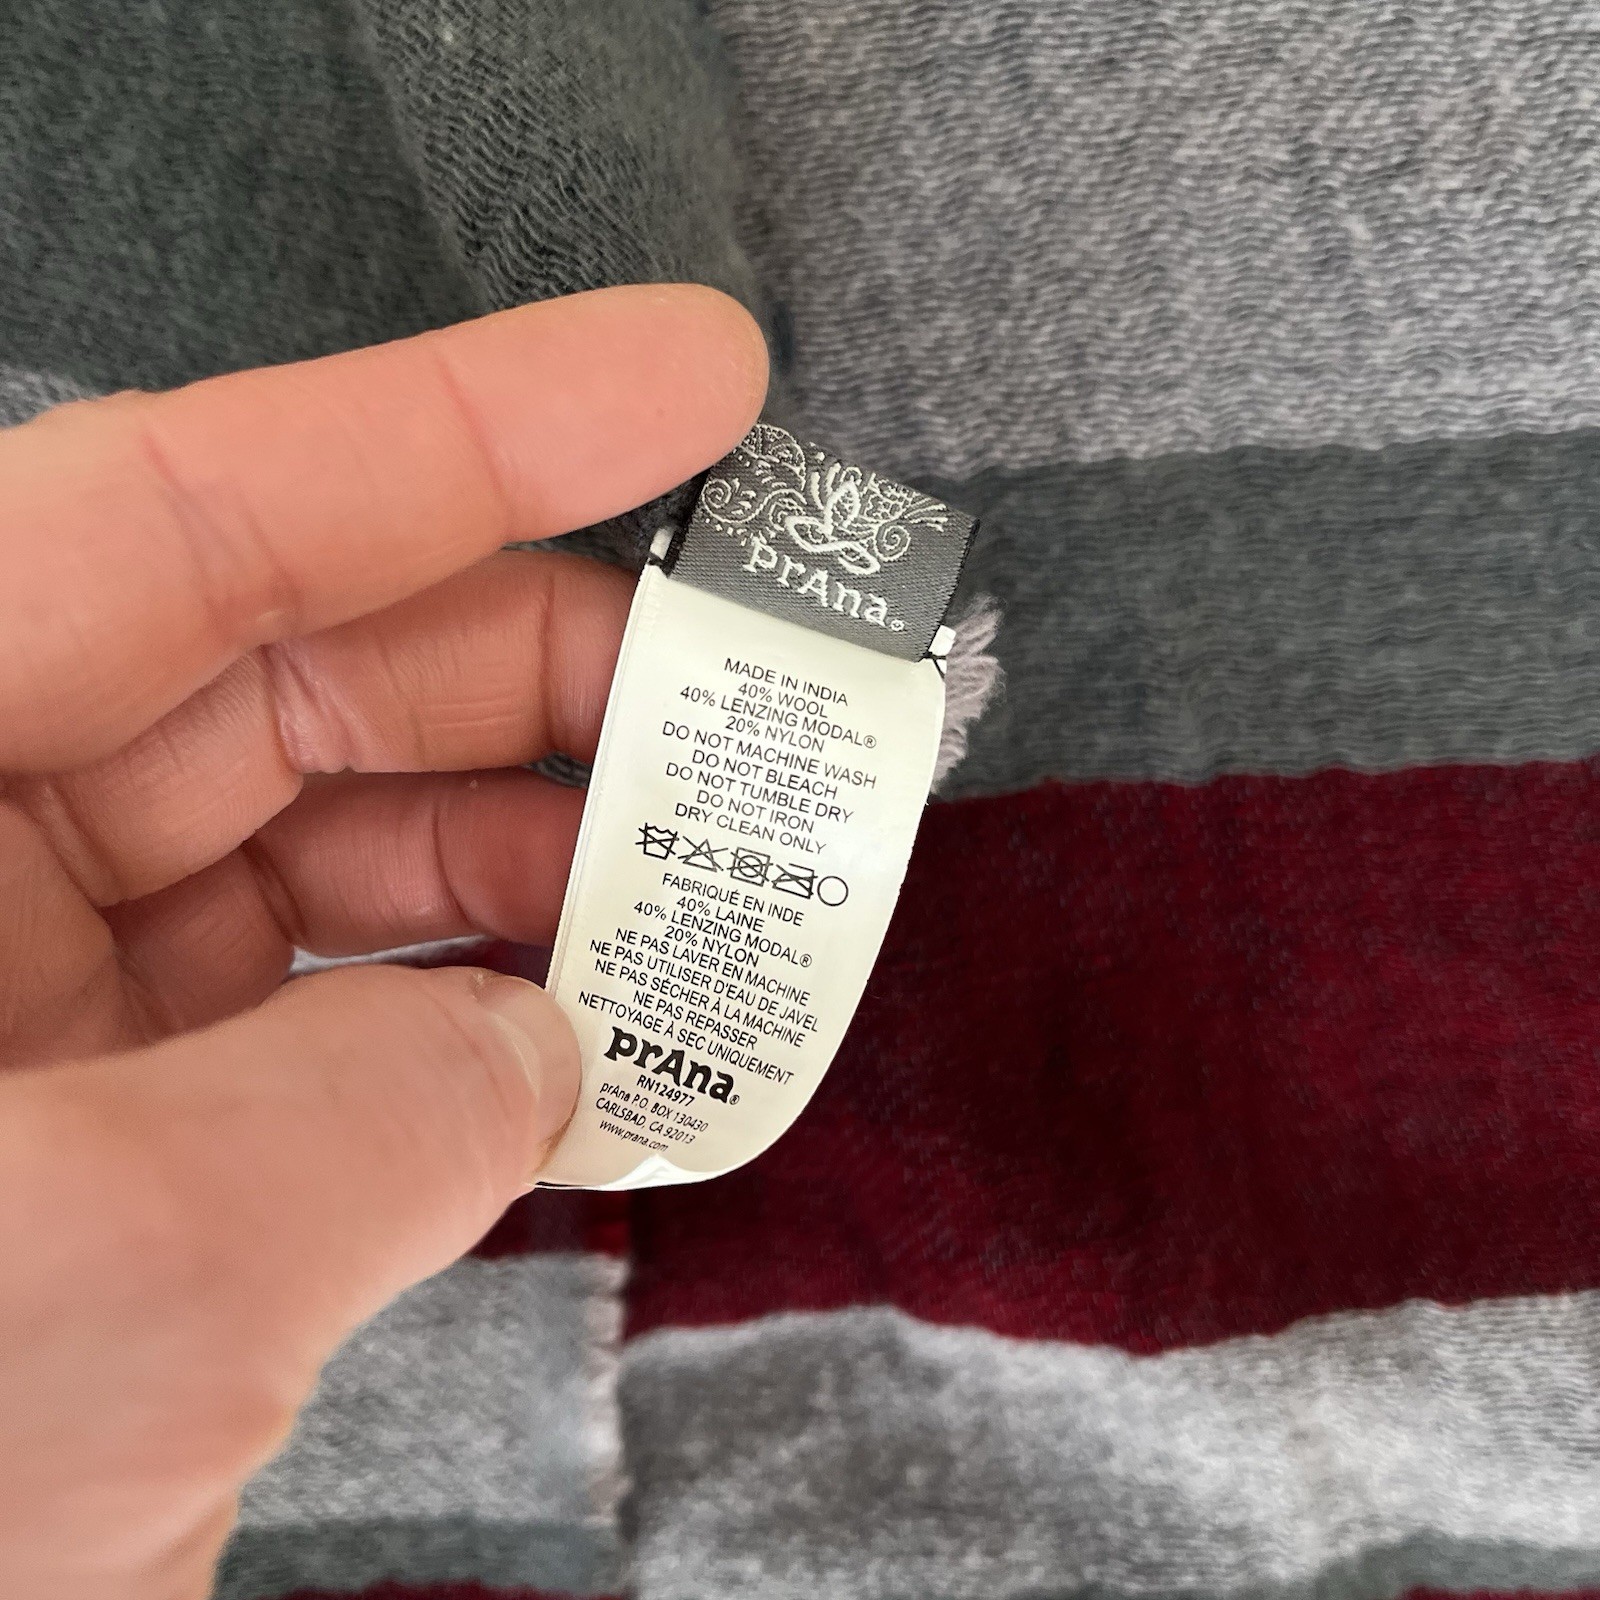 prAna®
MADE IN INDIA
40% WOOL
40% LENZING MODAL®
20% NYLON
DO NOT MACHINE WASH
DO NOT BLEACH
DO NOT TUMBLE DRY
DO NOT IRON
DRY CLEAN ONLY
FABRIQUÉ EN INDE
40% LAINE
40% LENZING MODAL®
20% NYLON
NE PAS LAVER EN MACHINE
NE PAS UTILISER D'EAU DE JAVEL
NE PAS SÉCHER À LA MACHINE
NE PAS REPASSER
NETTOYAGE À SEC UNIQUEMENT
prAna®
RN124977
prAna P.O. BOX 130430
CARLSBAD, CA 92013
www.prana.com